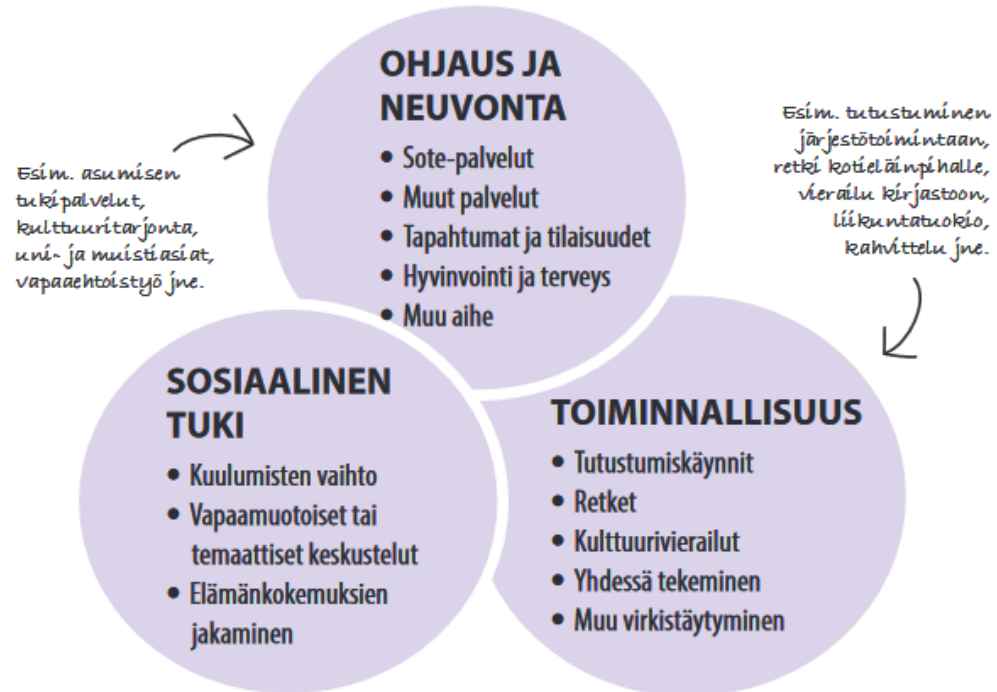 OHJAUS JA
NEUVONTA
• Sote-palvelut
• Muut palvelut
• Tapahtumat ja tilaisuudet
• Hyvinvointi ja terveys
• Muu aihe
Esim. asumisen
tukipalvelut,
kulttuuritarjonta,
uni- ja muistiasiat,
vapaaehtoistyö jne.
Esim. tutustuminen
järjestötoimintaan,
retki kotieläinpihalle,
vierailu kirjastoon,
liikuntatuokio,
kahvittelu jne.
SOSIAALINEN
TUKI
• Kuulumisten vaihto
• Vapaamuotoiset tai
temaattiset keskustelut
• Elämänkokemuksien
jakaminen
TOIMINNALLISUUS
• Tutustumiskäynnit
• Retket
• Kulttuurivierailut
• Yhdessä tekeminen
• Muu virkistäytyminen